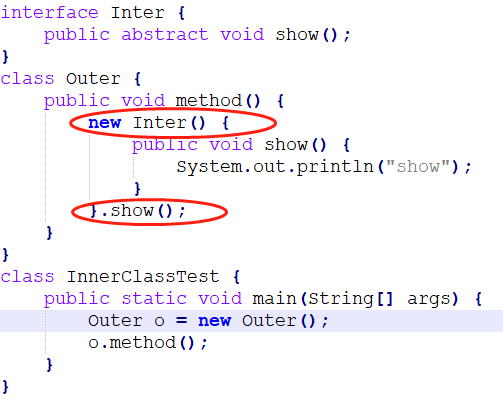 interface Inter {
    public abstract void show();
}
class Outer {
    public void method() {
        new Inter() {
            public void show() {
                System.out.println("show");
            }
        }.show();
    }
}
class InnerClassTest {
    public static void main(String[] args) {
        Outer o = new Outer();
        o.method();
    }
}